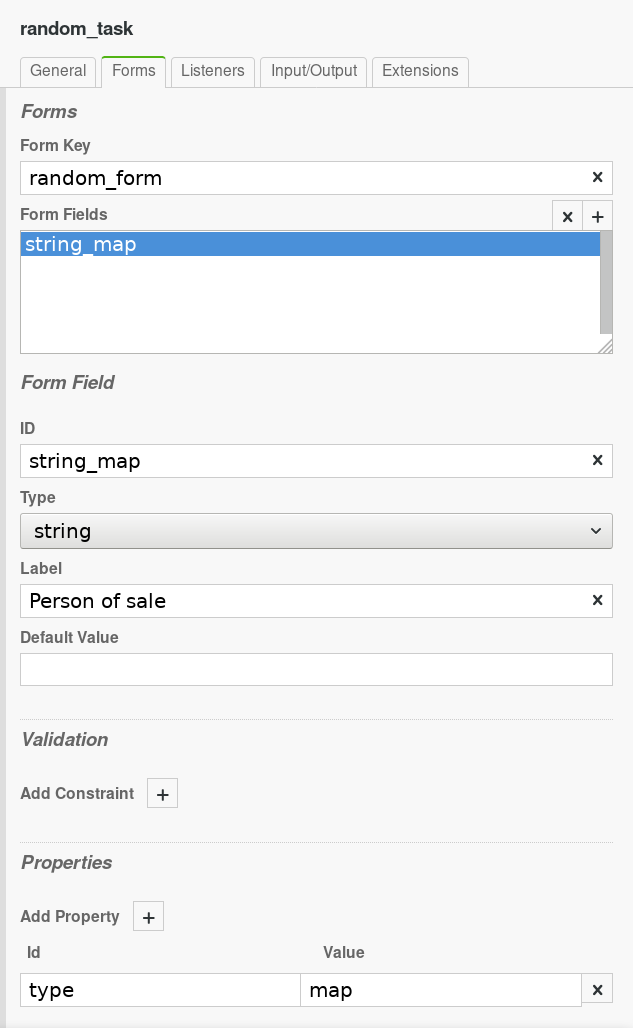 random_task
General Forms Listeners Input/Output Extensions
Forms
Form Key
random_form
Form Fields
string_map
Form Field
ID
string_map
Type
string
Label
Person of sale
Default Value
Validation
Add Constraint +
Properties
Add Property +
Id Value
type map